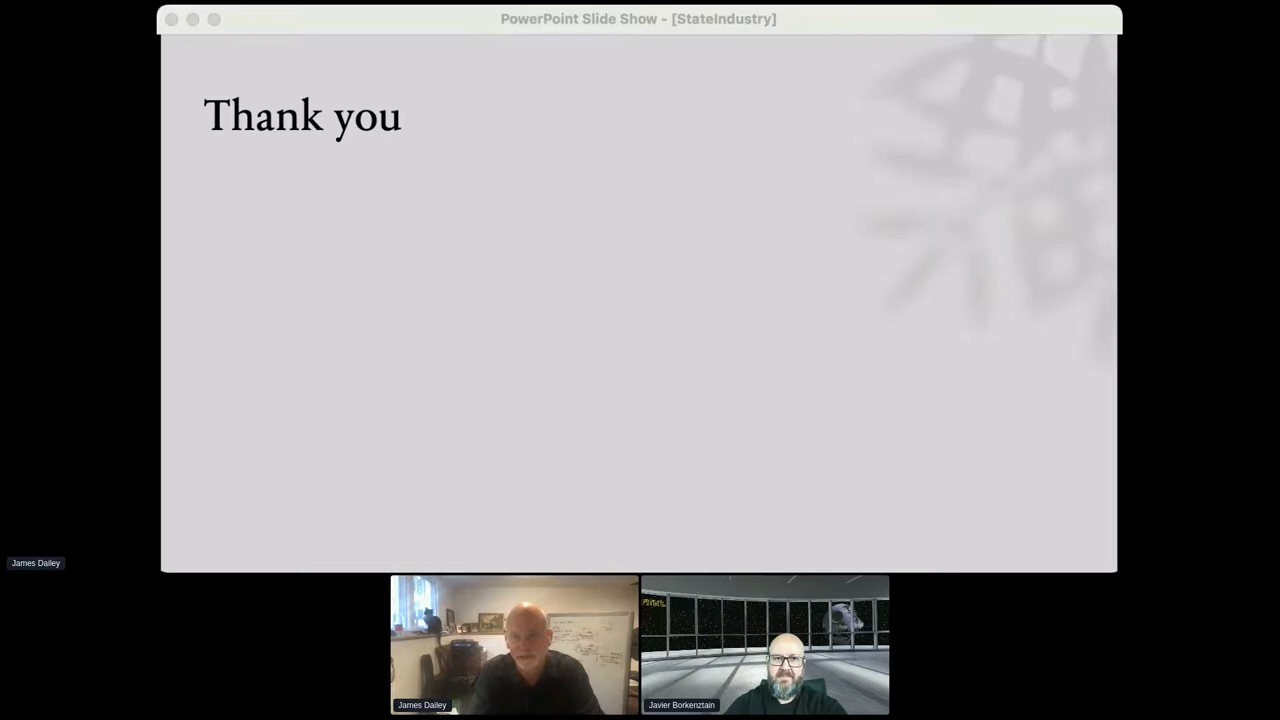 PowerPoint Slide Show - [StateIndustry]
Thank you
James Dailey
James Dailey
Javier Borkenztain